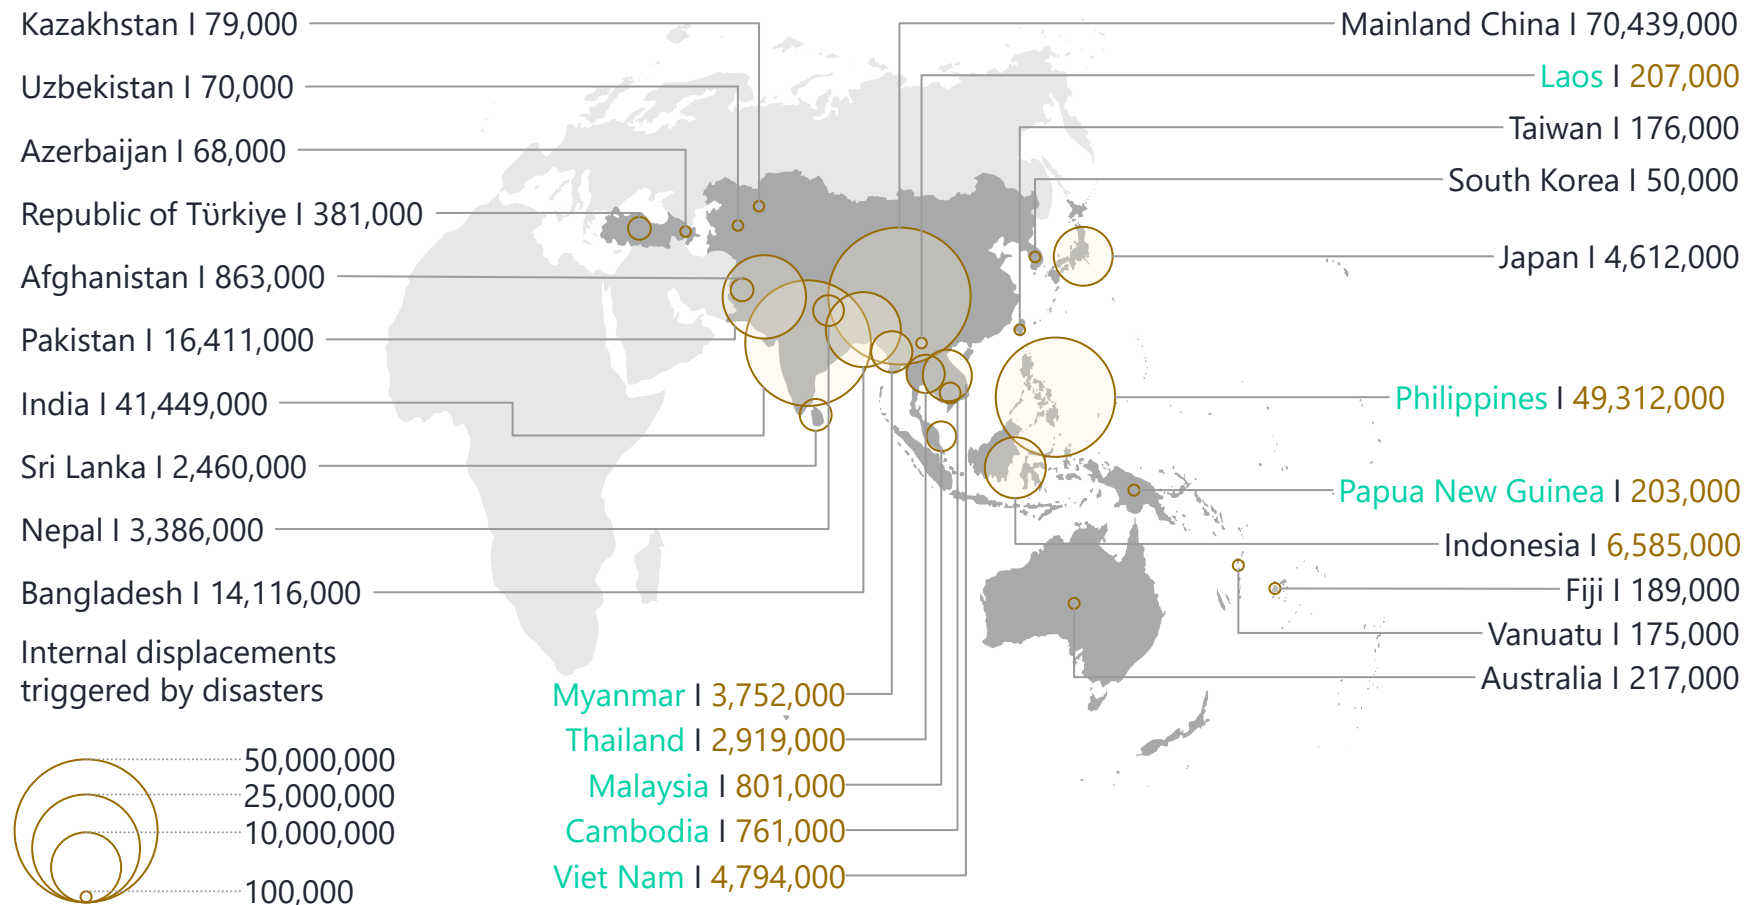 Kazakhstan I 79,000
Uzbekistan I 70,000
Azerbaijan I 68,000
Republic of Türkiye I 381,000
Afghanistan I 863,000
Pakistan I 16,411,000
India I 41,449,000
Sri Lanka I 2,460,000
Nepal I 3,386,000
Bangladesh I 14,116,000
Internal displacements
triggered by disasters
50,000,000
25,000,000
10,000,000
100,000
Myanmar I 3,752,000
Thailand I 2,919,000
Malaysia I 801,000
Cambodia I 761,000
Viet Nam I 4,794,000
Mainland China I 70,439,000
Laos I 207,000
Taiwan I 176,000
South Korea I 50,000
Japan I 4,612,000
Philippines I 49,312,000
Papua New Guinea I 203,000
Indonesia I 6,585,000
Fiji I 189,000
Vanuatu I 175,000
Australia I 217,000